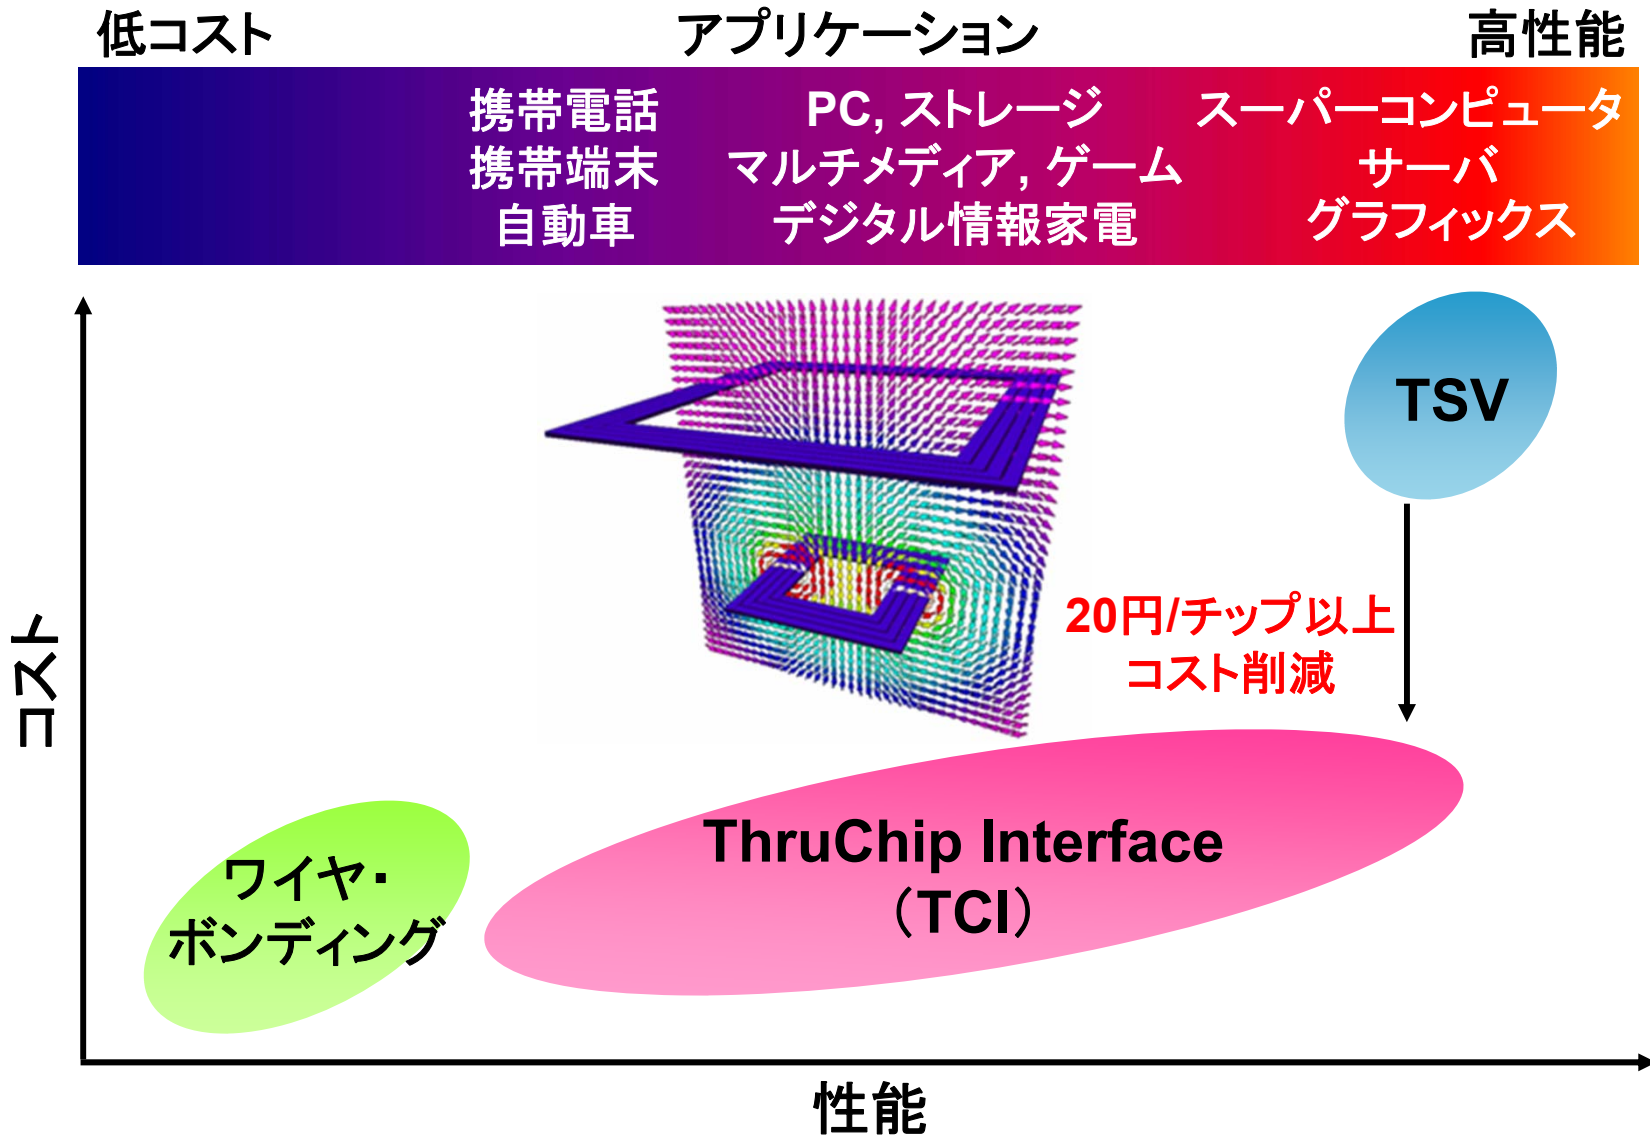 低コスト
アプリケーション
高性能
携帯電話
携帯端末
自動車
PC, ストレージ
マルチメディア, ゲーム
デジタル情報家電
スーパーコンピュータ
サーバ
グラフィックス
TSV
20円/チップ以上
コスト削減
コスト
ThruChip Interface
（TCI）
ワイヤ・
ボンディング
性能